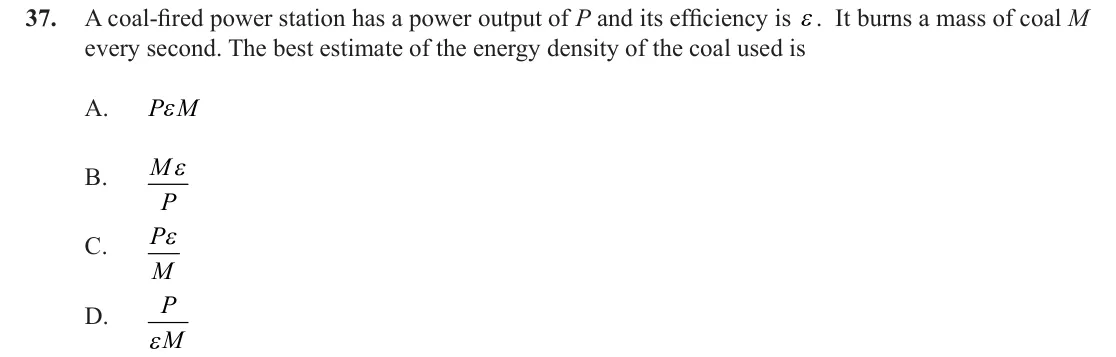 37. A coal-fired power station has a power output of P and its efficiency is ε. It burns a mass of coal M
every second. The best estimate of the energy density of the coal used is
A. PεM
B. Mε/P
C. Pε/M
D. P/εM